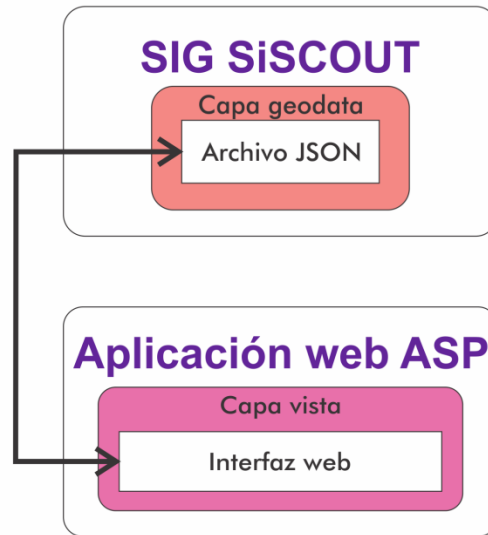 SIG SiSCOUT
Capa geodata
Archivo JSON
Aplicación web ASP
Capa vista
Interfaz web